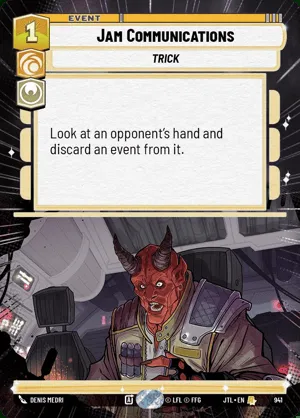 EVENT
1
JAM COMMUNICATIONS
TRICK
Look at an opponent's hand and
discard an event from it.
DENIS MEDRI
© LFL © FFG
JTL • EN
941